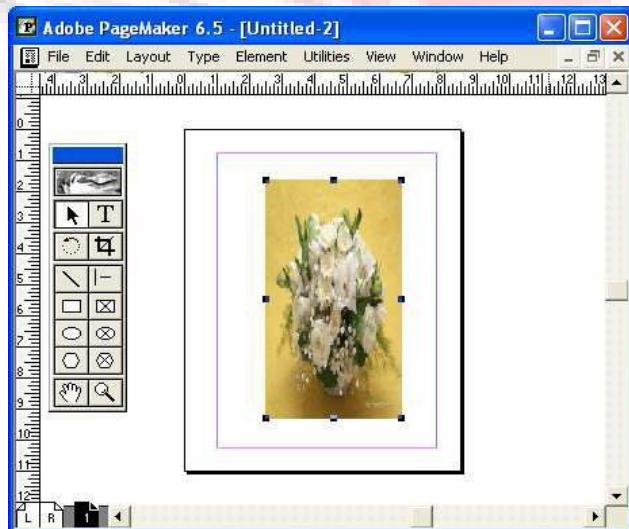 Adobe PageMaker 6.5 - [Untitled-2]
File Edit Layout Type Element Utilities View Window Help
4 3 2 1 0 1 2 3 4 5 6 7 8 9 10 11 12 13
0
1
2
3
T
4
5
6
7
8
9
10
11
12
L R 1